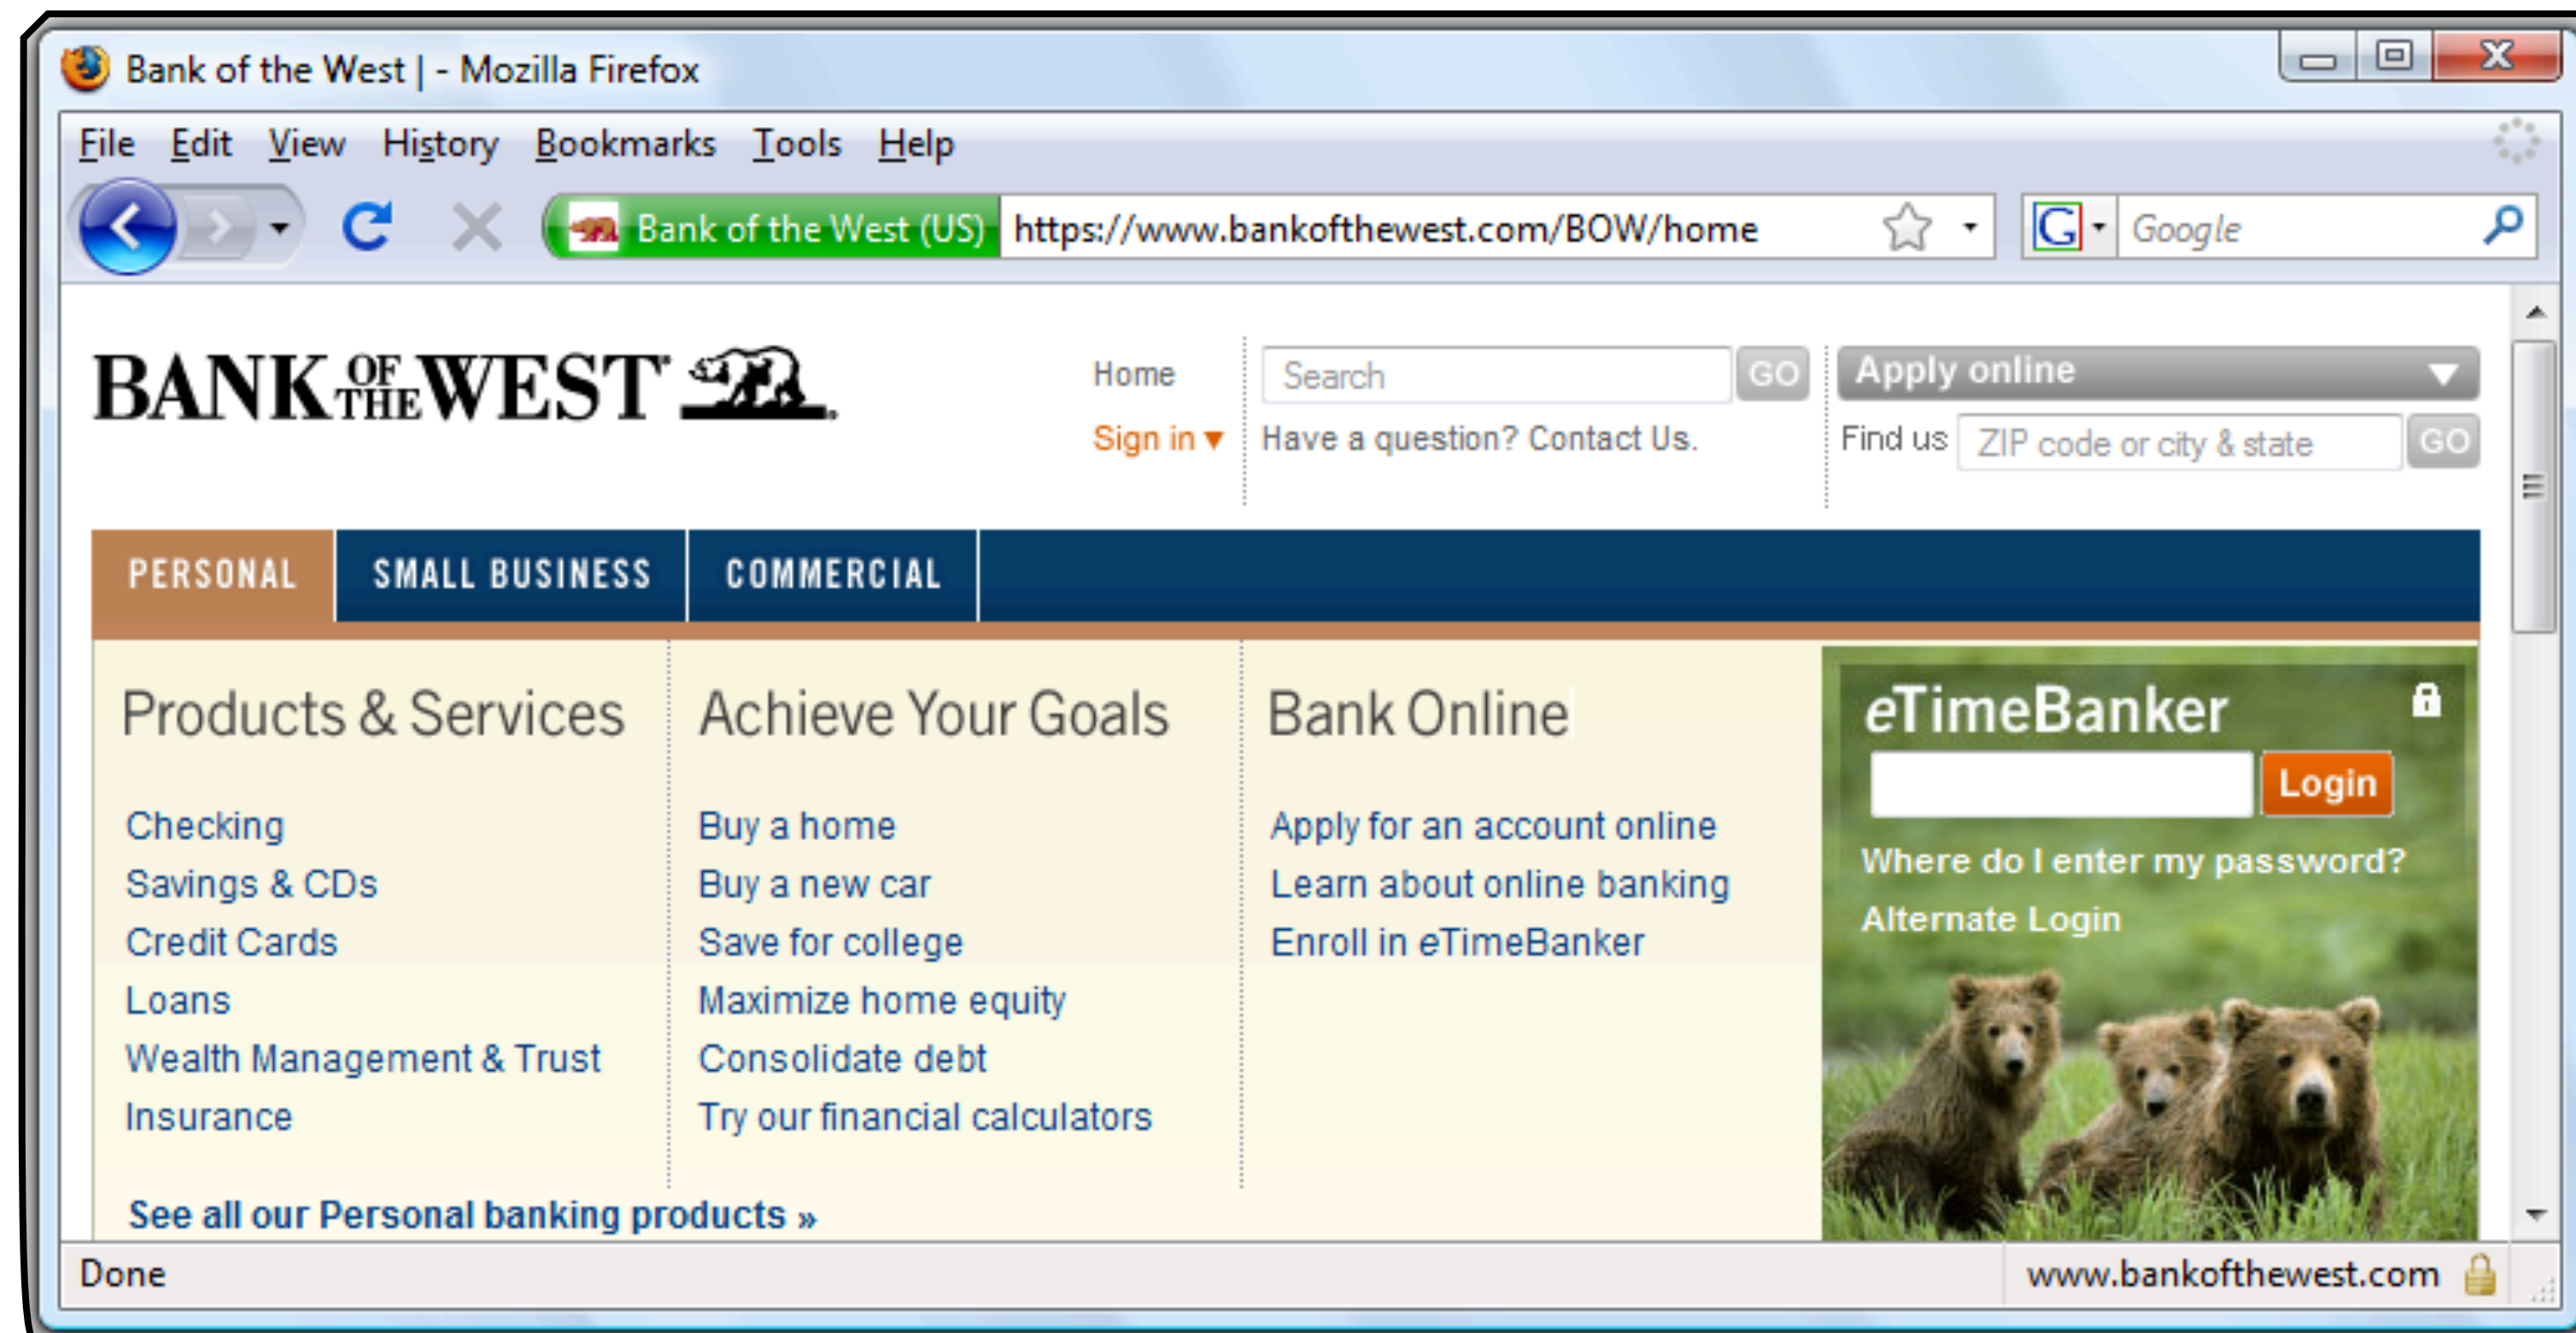 Bank of the West | - Mozilla Firefox
File Edit View History Bookmarks Tools Help
Bank of the West (US) https://www.bankofthewest.com/BOW/home G Google
BANK OF THE WEST
Home
Search GO
Apply online
Sign in
Have a question? Contact Us.
Find us ZIP code or city & state GO
PERSONAL SMALL BUSINESS COMMERCIAL
Products & Services
Checking
Savings & CDs
Credit Cards
Loans
Wealth Management & Trust
Insurance
See all our Personal banking products »
Achieve Your Goals
Buy a home
Buy a new car
Save for college
Maximize home equity
Consolidate debt
Try our financial calculators
Bank Online
Apply for an account online
Learn about online banking
Enroll in eTimeBanker
eTimeBanker
Login
Where do I enter my password?
Alternate Login
Done www.bankofthewest.com